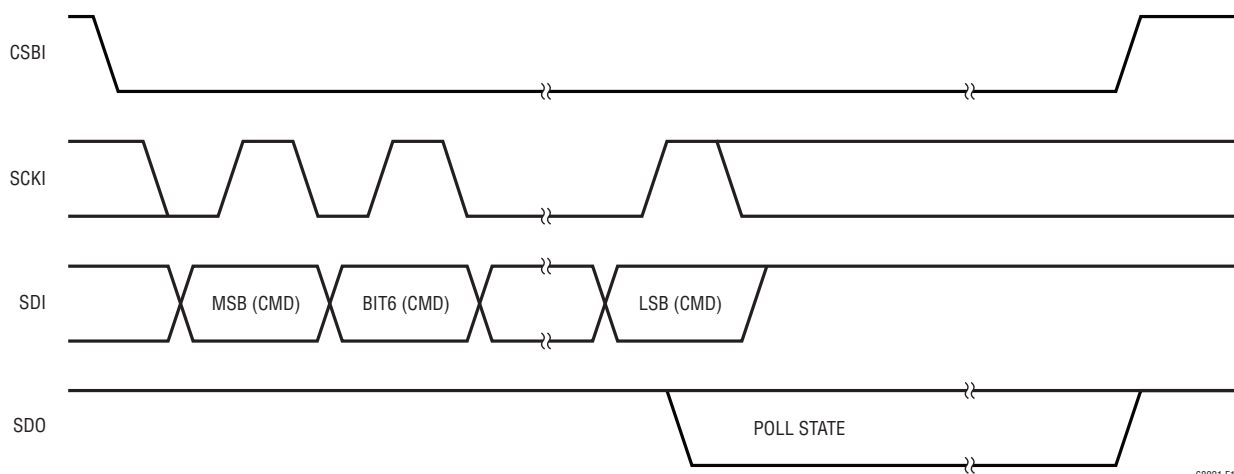 CSBI
SCKI
SDI
MSB (CMD) BIT6 (CMD) LSB (CMD)
SDO
POLL STATE